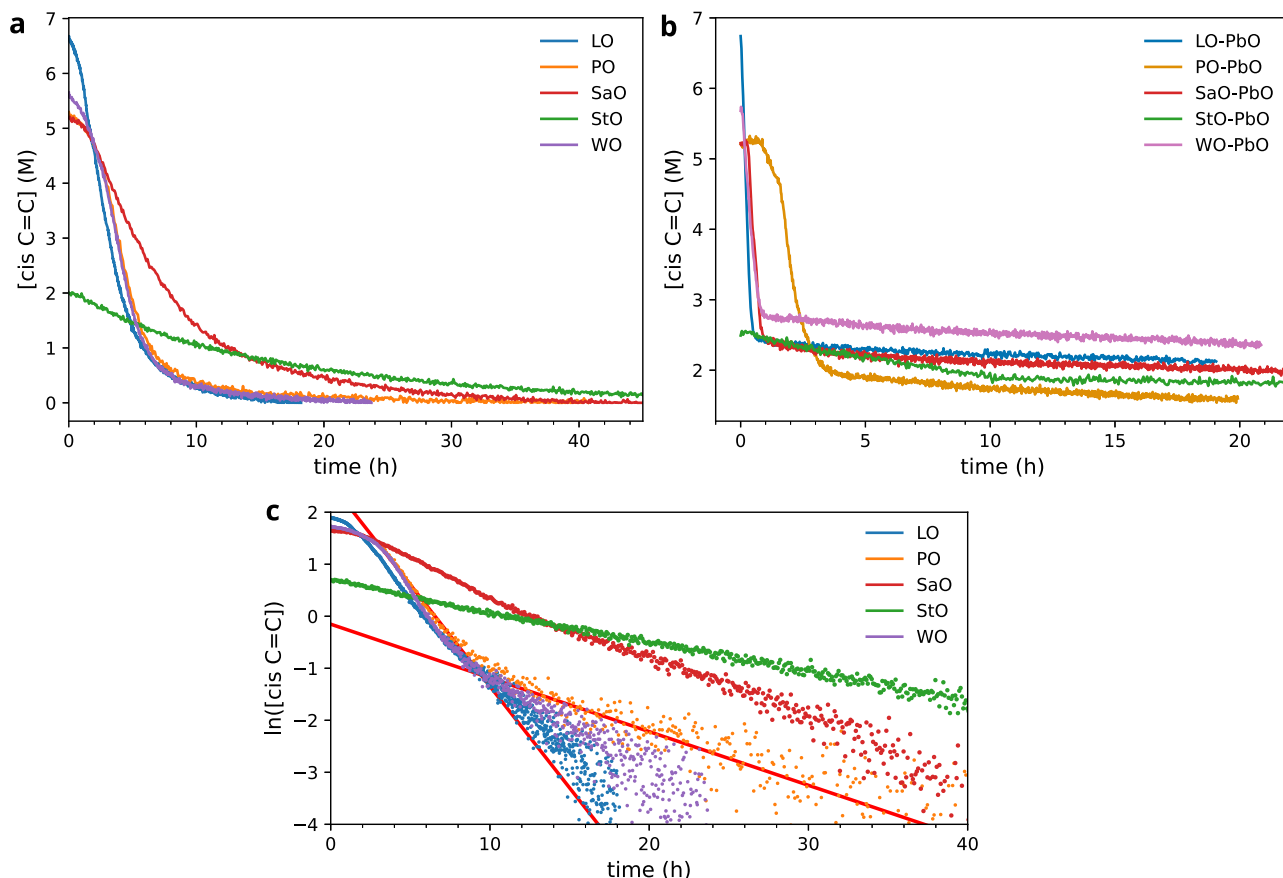 a
7
6
5
4
3
2
1
0
[cis C=C] (M)
0
10
20
30
40
time (h)
LO
PO
SaO
StO
WO
b
7
6
5
4
3
2
[cis C=C] (M)
0
5
10
15
20
time (h)
LO-PbO
PO-PbO
SaO-PbO
StO-PbO
WO-PbO
c
2
1
0
−1
−2
−3
−4
ln([cis C=C])
0
10
20
30
40
time (h)
LO
PO
SaO
StO
WO